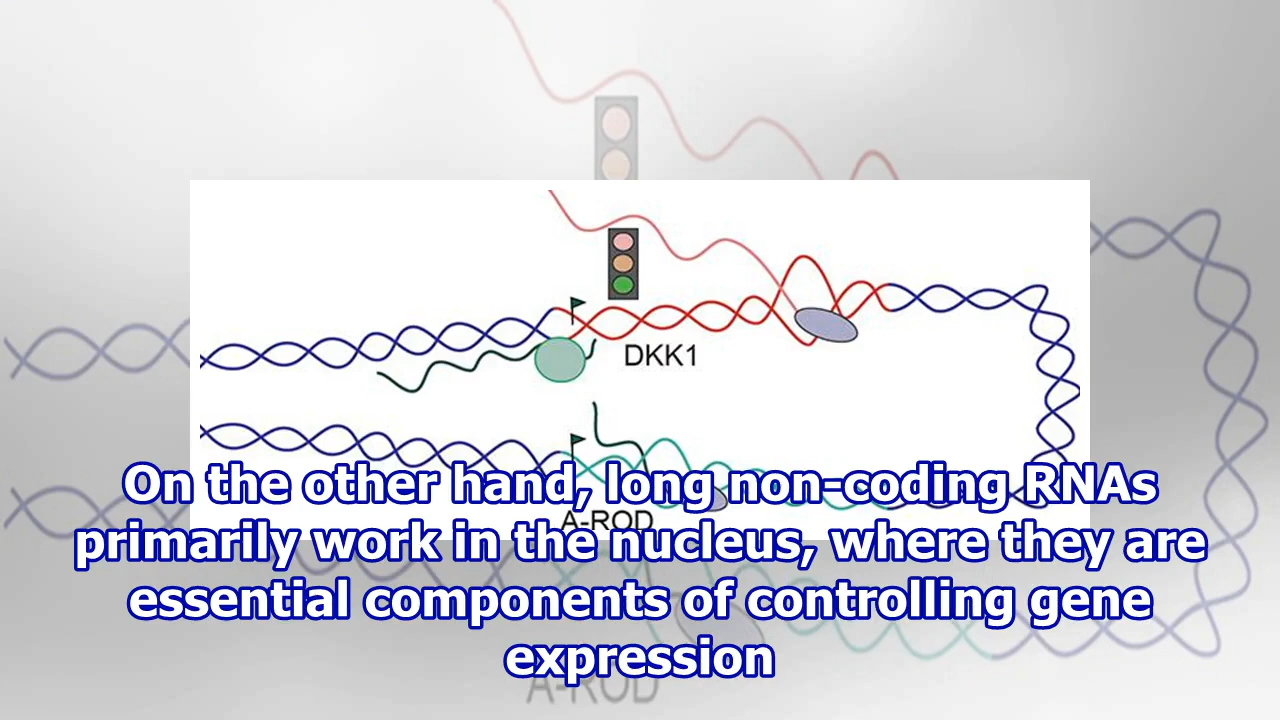 DKK1
A-ROD
On the other hand, long non-coding RNAs
primarily work in the nucleus, where they are
essential components of controlling gene
expression
A-ROD